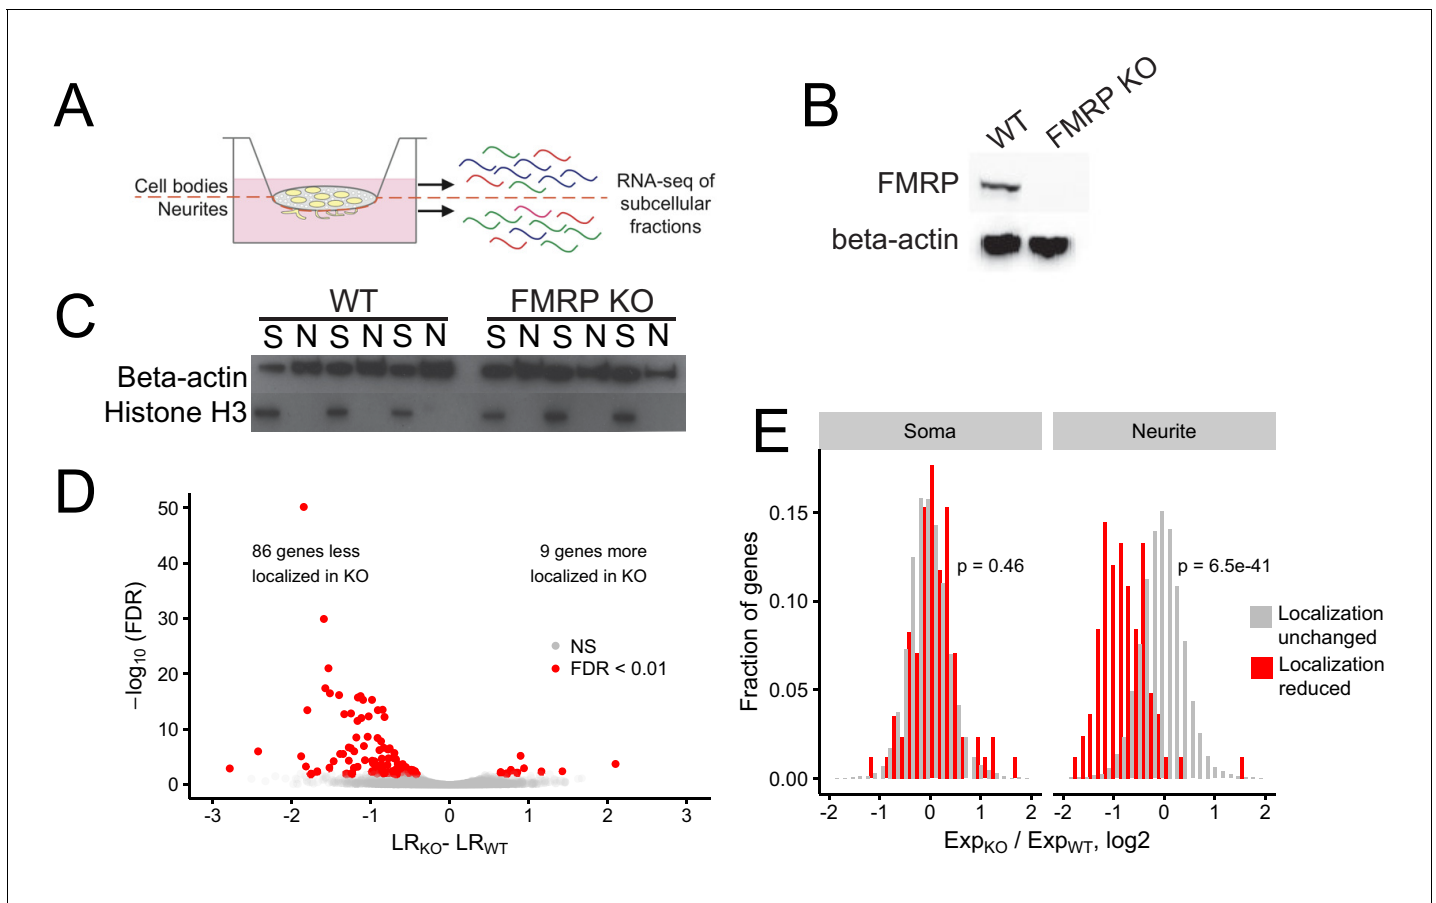 A
Cell bodies
Neurites
RNA-seq of
subcellular
fractions
B
WT
FMRP KO
FMRP
beta-actin
C
WT FMRP KO
S N S N S N S N S N S N
Beta-actin
Histone H3
D
50
40
30
20
10
0
−log10 (FDR)
86 genes less
localized in KO
9 genes more
localized in KO
NS
FDR < 0.01
-3 -2 -1 0 1 2 3
LRKO- LRWT
E
Soma Neurite
0.15
0.10
0.05
0.00
Fraction of genes
p = 0.46
p = 6.5e-41
Localization
unchanged
Localization
reduced
-2 -1 0 1 2 -2 -1 0 1 2
ExpKO / ExpWT, log2